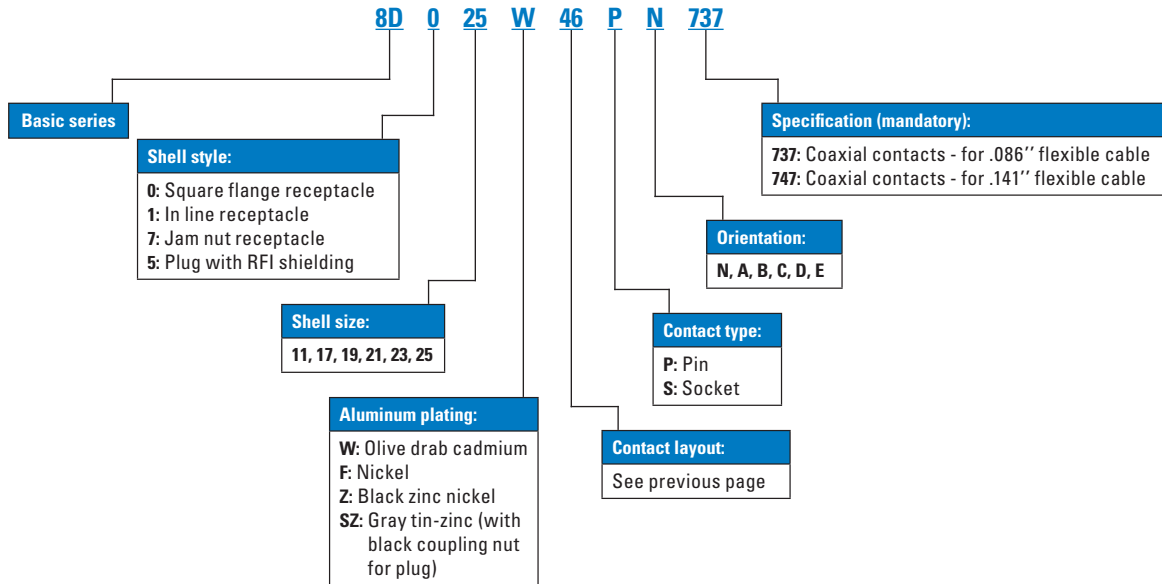 8D 0 25 W 46 P N 737
Basic series
Shell style:
0: Square flange receptacle
1: In line receptacle
7: Jam nut receptacle
5: Plug with RFI shielding
Shell size:
11, 17, 19, 21, 23, 25
Aluminum plating:
W: Olive drab cadmium
F: Nickel
Z: Black zinc nickel
SZ: Gray tin-zinc (with
black coupling nut
for plug)
Contact layout:
See previous page
Contact type:
P: Pin
S: Socket
Orientation:
N, A, B, C, D, E
Specification (mandatory):
737: Coaxial contacts - for .086’’ flexible cable
747: Coaxial contacts - for .141’’ flexible cable